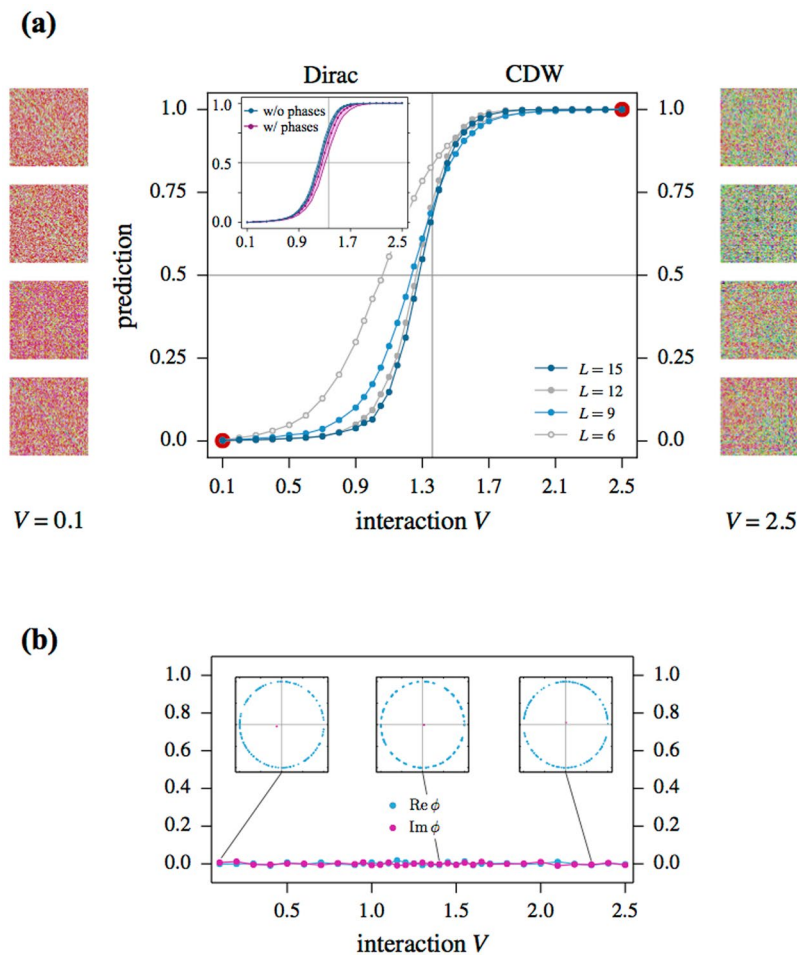 (a)
Dirac CDW
1.0 1.0 w/o phases 1.0
w/ phases
0.5
0.75 0.75
0.0
0.1 0.9 1.7 2.5
prediction
0.5 0.5
0.25 L = 15 0.25
L = 12
L = 9
0.0 L = 6 0.0
0.1 0.5 0.9 1.3 1.7 2.1 2.5
V = 0.1 interaction V V = 2.5
(b)
1.0 1.0
0.8 0.8
0.6 0.6
0.4 0.4
Re ϕ
0.2 Im ϕ 0.2
0.0 0.0
0.5 1.0 1.5 2.0 2.5
interaction V